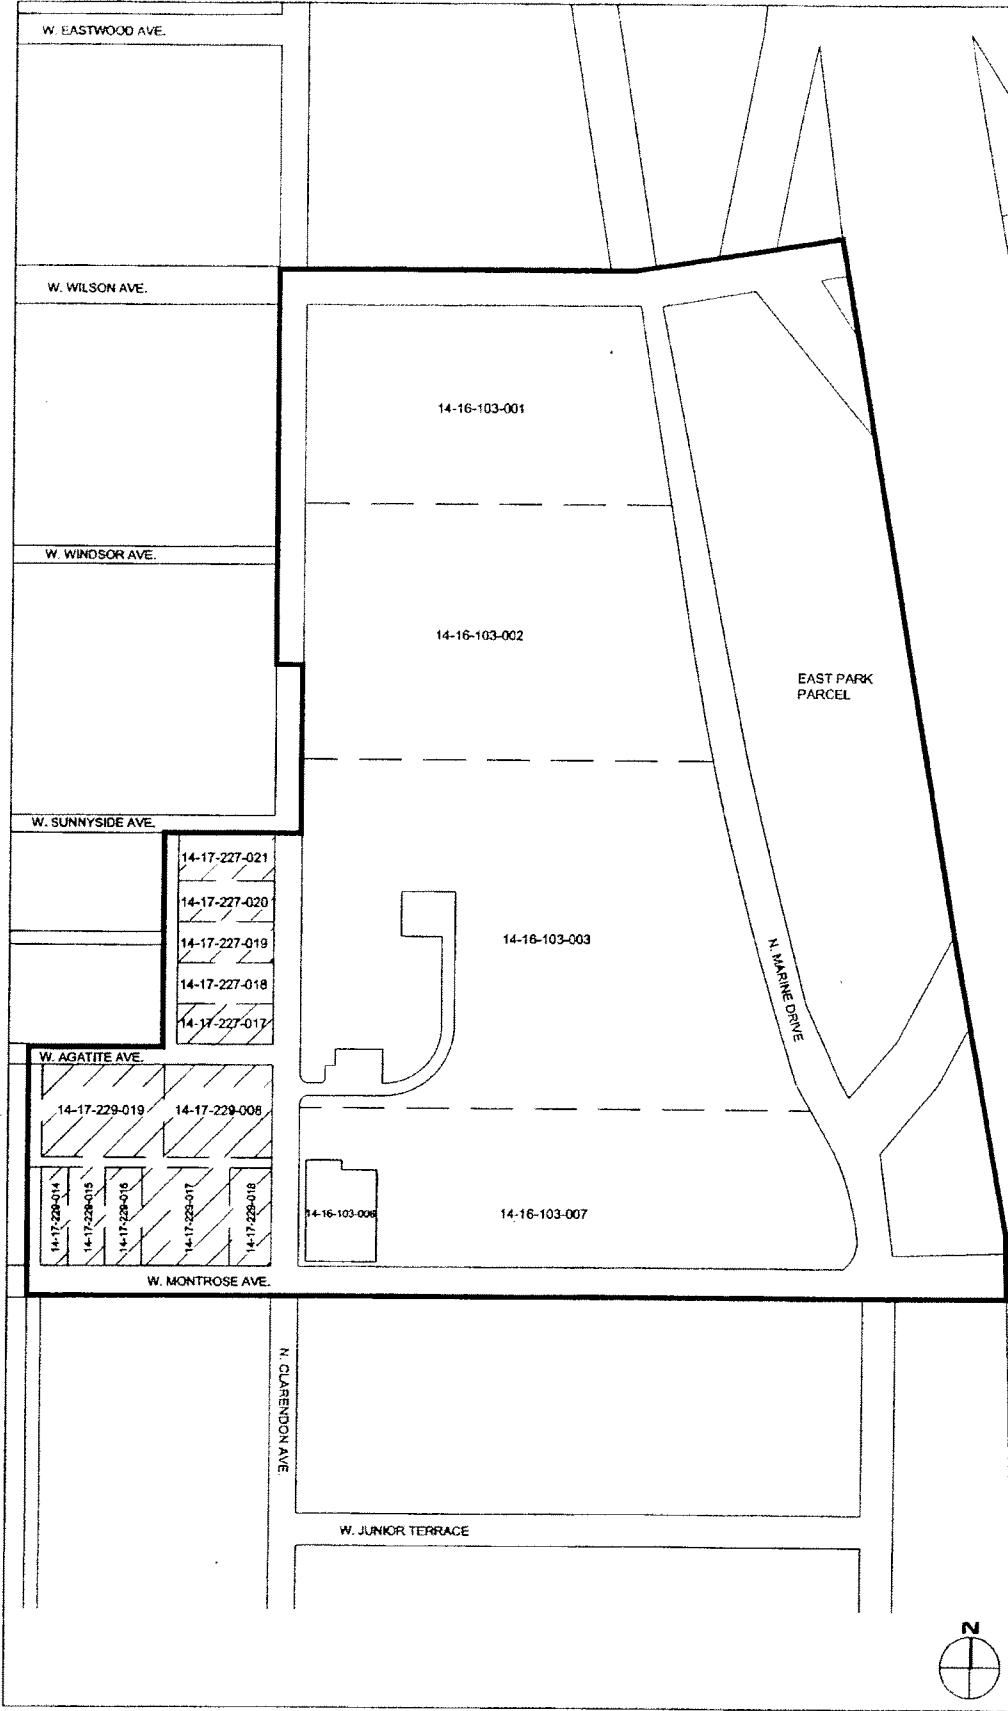 W. EASTWOOD AVE.
W. WILSON AVE.
14-16-103-001
W. WINDSOR AVE.
14-16-103-002
EAST PARK
PARCEL
W. SUNNYSIDE AVE.
14-17-227-021
14-17-227-020
14-17-227-019
14-17-227-018
14-17-227-017
14-16-103-003
N. MARINE DRIVE
W. AGATITE AVE.
14-17-229-019
14-17-229-008
14-17-229-014
14-17-229-015
14-17-229-016
14-17-229-017
14-17-229-018
14-16-103-006
14-16-103-007
W. MONTROSE AVE.
N. CLARENDON AVE.
W. JUNIOR TERRACE
N